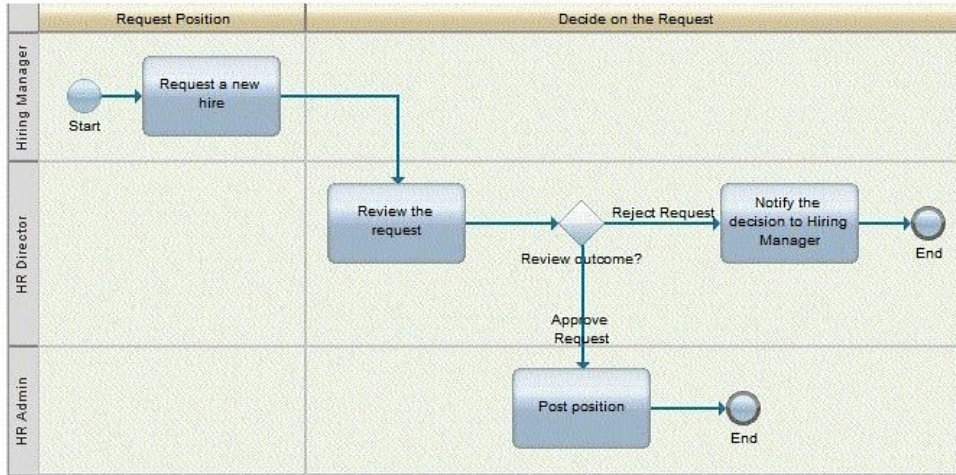 Request Position
Decide on the Request
Hiring Manager
Request a new
hire
Start
HR Director
Review the
request
Review outcome?
Reject Request
Notify the
decision to Hiring
Manager
End
Approve
Request
HR Admin
Post position
End